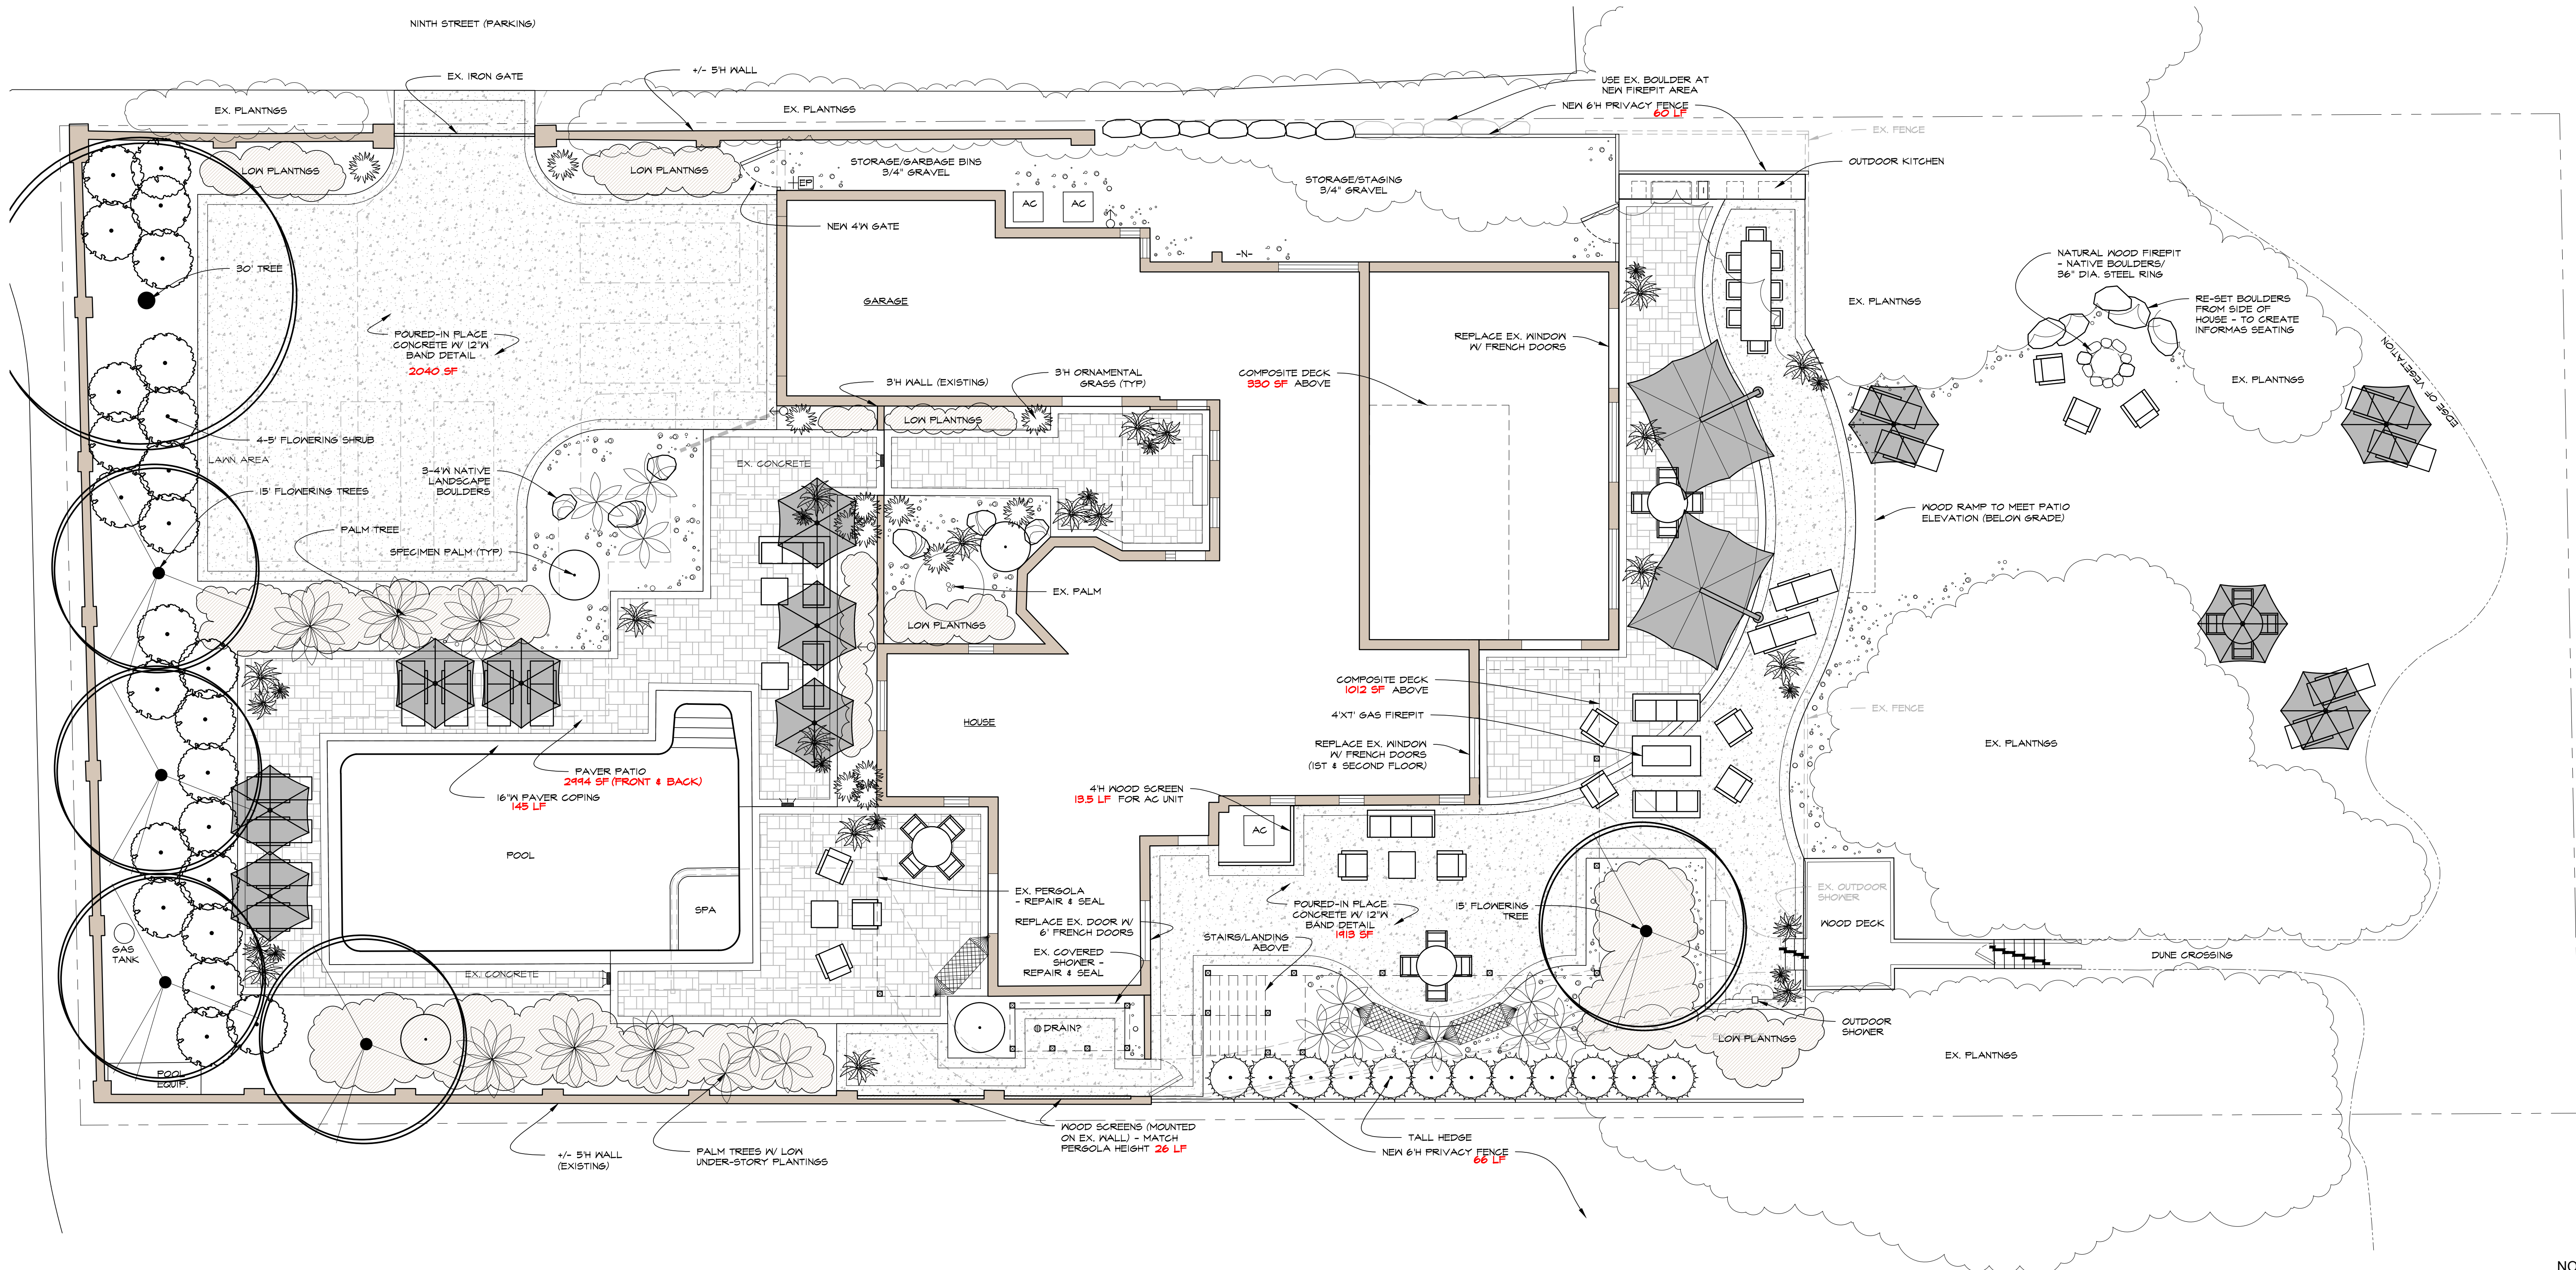 NINTH STREET (PARKING)
EX. IRON GATE
+/- 5'H WALL
USE EX. BOULDER AT
NEW FIREPIT AREA
NEW 6'H PRIVACY FENCE
60 LF
EX. PLANTNGS
EX. PLANTNGS
EX. FENCE
OUTDOOR KITCHEN
LOW PLANTNGS
LOW PLANTNGS
STORAGE/GARBAGE BINS
3/4" GRAVEL
STORAGE/STAGING
3/4" GRAVEL
EP
AC
AC
NEW 4'W GATE
-N-
NATURAL WOOD FIREPIT
- NATIVE BOULDERS/
36" DIA. STEEL RING
30' TREE
GARAGE
EX. PLANTNGS
RE-SET BOULDERS
FROM SIDE OF
HOUSE - TO CREATE
INFORMAS SEATING
POURED-IN PLACE
CONCRETE W/ 12"W
BAND DETAIL
2040 SF
REPLACE EX. WINDOW
W/ FRENCH DOORS
EDGE OF VEGETATION
3'H WALL (EXISTING)
3'H ORNAMENTAL
GRASS (TYP)
COMPOSITE DECK
330 SF ABOVE
EX. PLANTNGS
LOW PLANTNGS
4-5' FLOWERING SHRUB
LAWN AREA
EX. CONCRETE
3-4'W NATIVE
LANDSCAPE
BOULDERS
15' FLOWERING TREES
WOOD RAMP TO MEET PATIO
ELEVATION (BELOW GRADE)
PALM TREE
SPECIMEN PALM (TYP)
EX. PALM
LOW PLANTNGS
COMPOSITE DECK
1012 SF ABOVE
EX. FENCE
4'X7' GAS FIREPIT
HOUSE
REPLACE EX. WINDOW
W/ FRENCH DOORS
(1ST & SECOND FLOOR)
EX. PLANTNGS
PAVER PATIO
2994 SF (FRONT & BACK)
16"W PAVER COPING
145 LF
4'H WOOD SCREEN
13.5 LF FOR AC UNIT
AC
POOL
EX. PERGOLA
- REPAIR & SEAL
EX. OUTDOOR
SHOWER
POURED-IN PLACE
CONCRETE W/ 12"W
BAND DETAIL
1913 SF
15' FLOWERING
TREE
SPA
REPLACE EX. DOOR W/
6' FRENCH DOORS
WOOD DECK
STAIRS/LANDING
ABOVE
GAS
TANK
EX. COVERED
SHOWER -
REPAIR & SEAL
DUNE CROSSING
EX. CONCRETE
DRAIN?
OUTDOOR
SHOWER
LOW PLANTNGS
EX. PLANTNGS
POOL
EQUIP.
WOOD SCREENS (MOUNTED
ON EX. WALL) - MATCH
PERGOLA HEIGHT 26 LF
TALL HEDGE
NEW 6'H PRIVACY FENCE
66 LF
+/- 5'H WALL
(EXISTING)
PALM TREES W/ LOW
UNDER-STORY PLANTINGS
NO